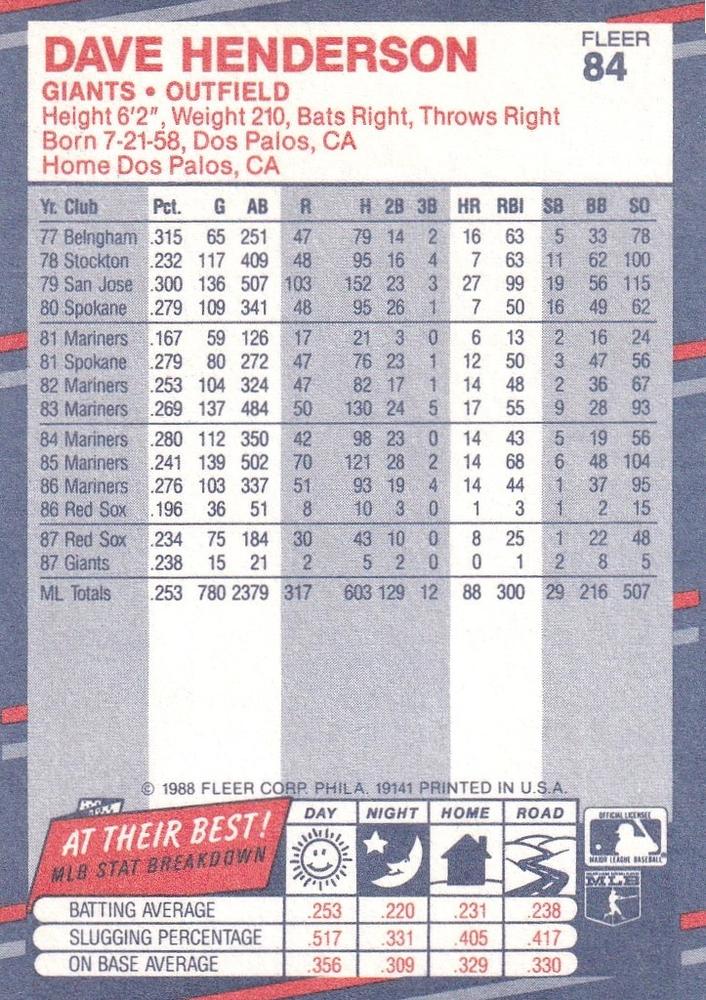 DAVE HENDERSON
FLEER
84
GIANTS • OUTFIELD
Height 6'2", Weight 210, Bats Right, Throws Right
Born 7-21-58, Dos Palos, CA
Home Dos Palos, CA
Yr. Club Pct. G AB R H 2B 3B HR RBI SB BB SO
77 Belngham .315 65 251 47 79 14 2 16 63 5 33 78
78 Stockton .232 117 409 48 95 16 4 7 63 11 62 100
79 San Jose .300 136 507 103 152 23 3 27 99 19 56 115
80 Spokane .279 109 341 48 95 26 1 7 50 16 49 62
81 Mariners .167 59 126 17 21 3 0 6 13 2 16 24
81 Spokane .279 80 272 47 76 23 1 12 50 3 47 56
82 Mariners .253 104 324 47 82 17 1 14 48 2 36 67
83 Mariners .269 137 484 50 130 24 5 17 55 9 28 93
84 Mariners .280 112 350 42 98 23 0 14 43 5 19 56
85 Mariners .241 139 502 70 121 28 2 14 68 6 48 104
86 Mariners .276 103 337 51 93 19 4 14 44 1 37 95
86 Red Sox .196 36 51 8 10 3 0 1 3 1 2 15
87 Red Sox .234 75 184 30 43 10 0 8 25 1 22 48
87 Giants .238 15 21 2 5 2 0 0 1 2 8 5
ML Totals .253 780 2379 317 603 129 12 88 300 29 216 507
© 1988 FLEER CORP. PHILA. 19141 PRINTED IN U.S.A.
AT THEIR BEST!
MLB STAT BREAKDOWN
DAY NIGHT HOME ROAD
OFFICIAL LICENSEE
MAJOR LEAGUE BASEBALL
MLB
BATTING AVERAGE .253 .220 .231 .238
SLUGGING PERCENTAGE .517 .331 .405 .417
ON BASE AVERAGE .356 .309 .329 .330